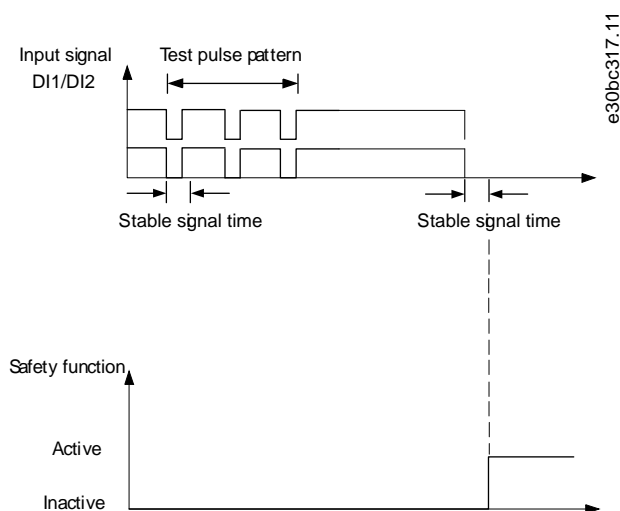 e30bc317.11
Input signal
DI1/DI2
Test pulse pattern
Stable signal time
Stable signal time
Safety function
Active
Inactive